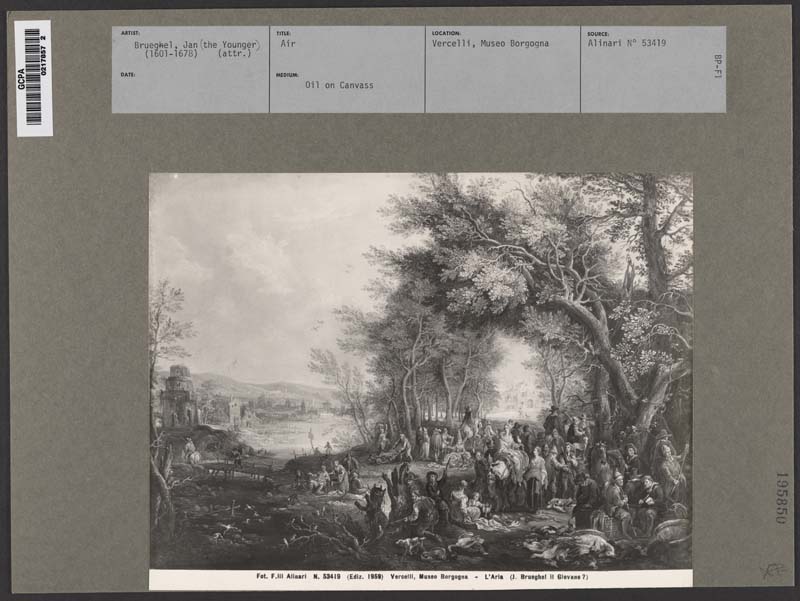 GCPA
0217857 2
ARTIST:
Brueghel, Jan (the Younger)
(1601-1678) (attr.)
DATE:
TITLE:
Air
MEDIUM:
Oil on Canvass
LOCATION:
Vercelli, Museo Borgogna
SOURCE:
Alinari N° 53419
BP-F1
195850
Fot. F.lli Alinari N. 53419 (Ediz. 1959) Vercelli, Museo Borgogna - L'Aria (J. Brueghel il Giovane?)